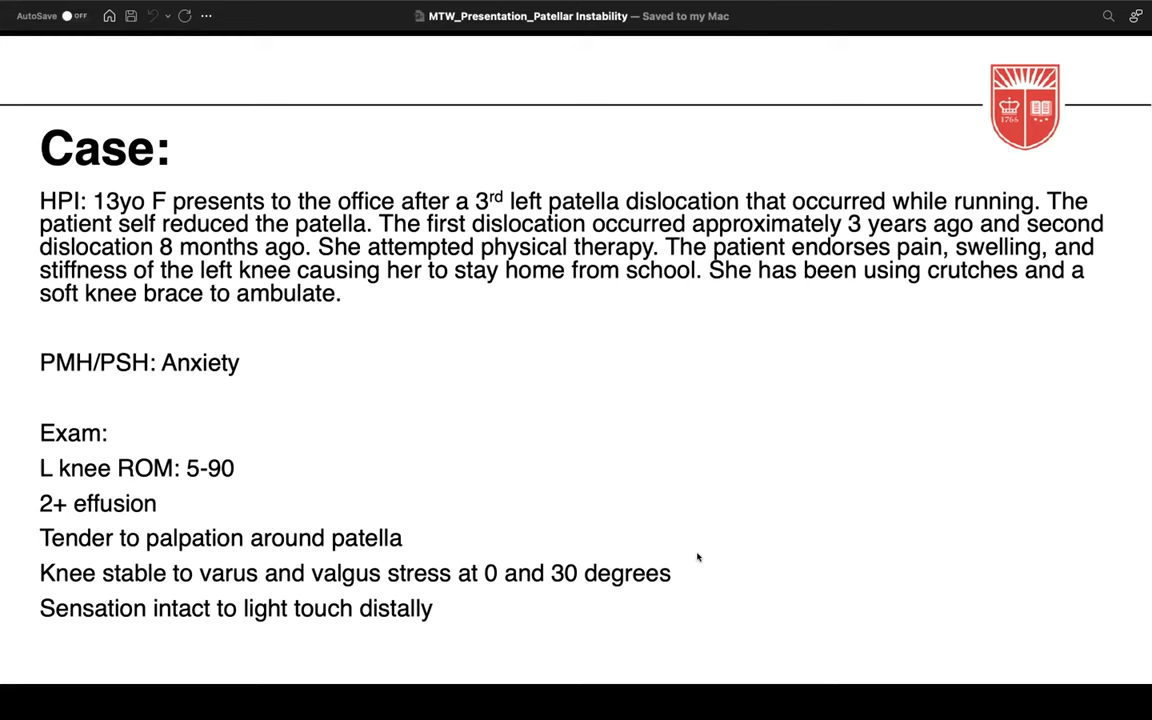 AutoSave OFF
MTW_Presentation_Patellar Instability — Saved to my Mac
1766
Case:
HPI: 13yo F presents to the office after a 3rd left patella dislocation that occurred while running. The
patient self reduced the patella. The first dislocation occurred approximately 3 years ago and second
dislocation 8 months ago. She attempted physical therapy. The patient endorses pain, swelling, and
stiffness of the left knee causing her to stay home from school. She has been using crutches and a
soft knee brace to ambulate.
PMH/PSH: Anxiety
Exam:
L knee ROM: 5-90
2+ effusion
Tender to palpation around patella
Knee stable to varus and valgus stress at 0 and 30 degrees
Sensation intact to light touch distally